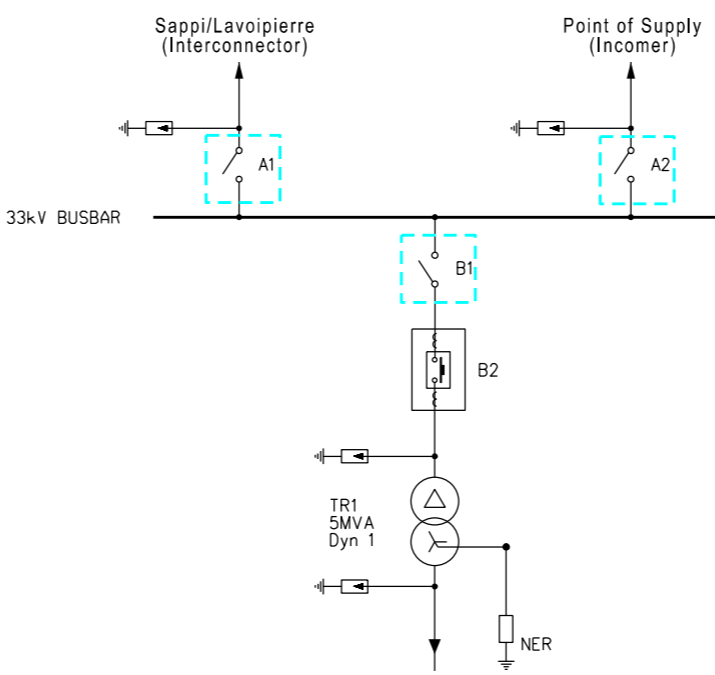 Sappi/Lavoipierre
(Interconnector)
Point of Supply
(Incomer)
A1
A2
33kV BUSBAR
B1
B2
TR1
5MVA
Dyn 1
NER